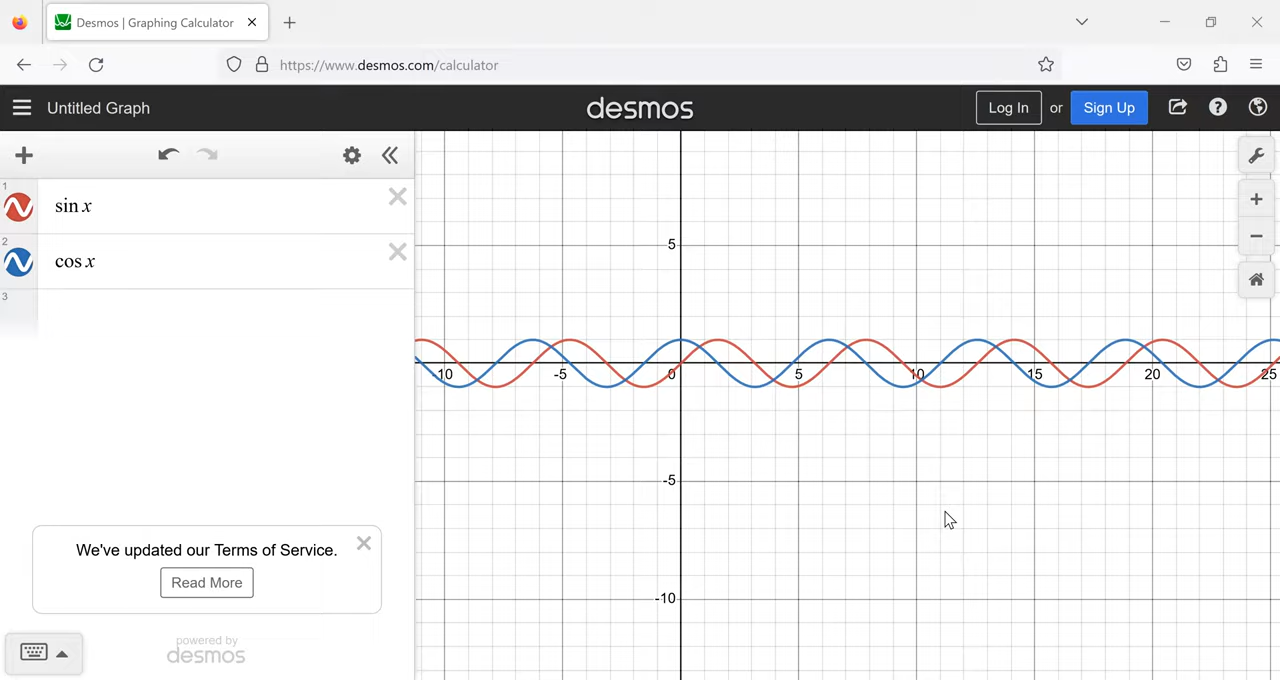 Desmos | Graphing Calculator
https://www.desmos.com/calculator
Untitled Graph
desmos
Log In or Sign Up
1
sin x
2
cos x
3
5
-10 -5 0 5 10 15 20 25
-5
-10
We've updated our Terms of Service.
Read More
powered by
desmos